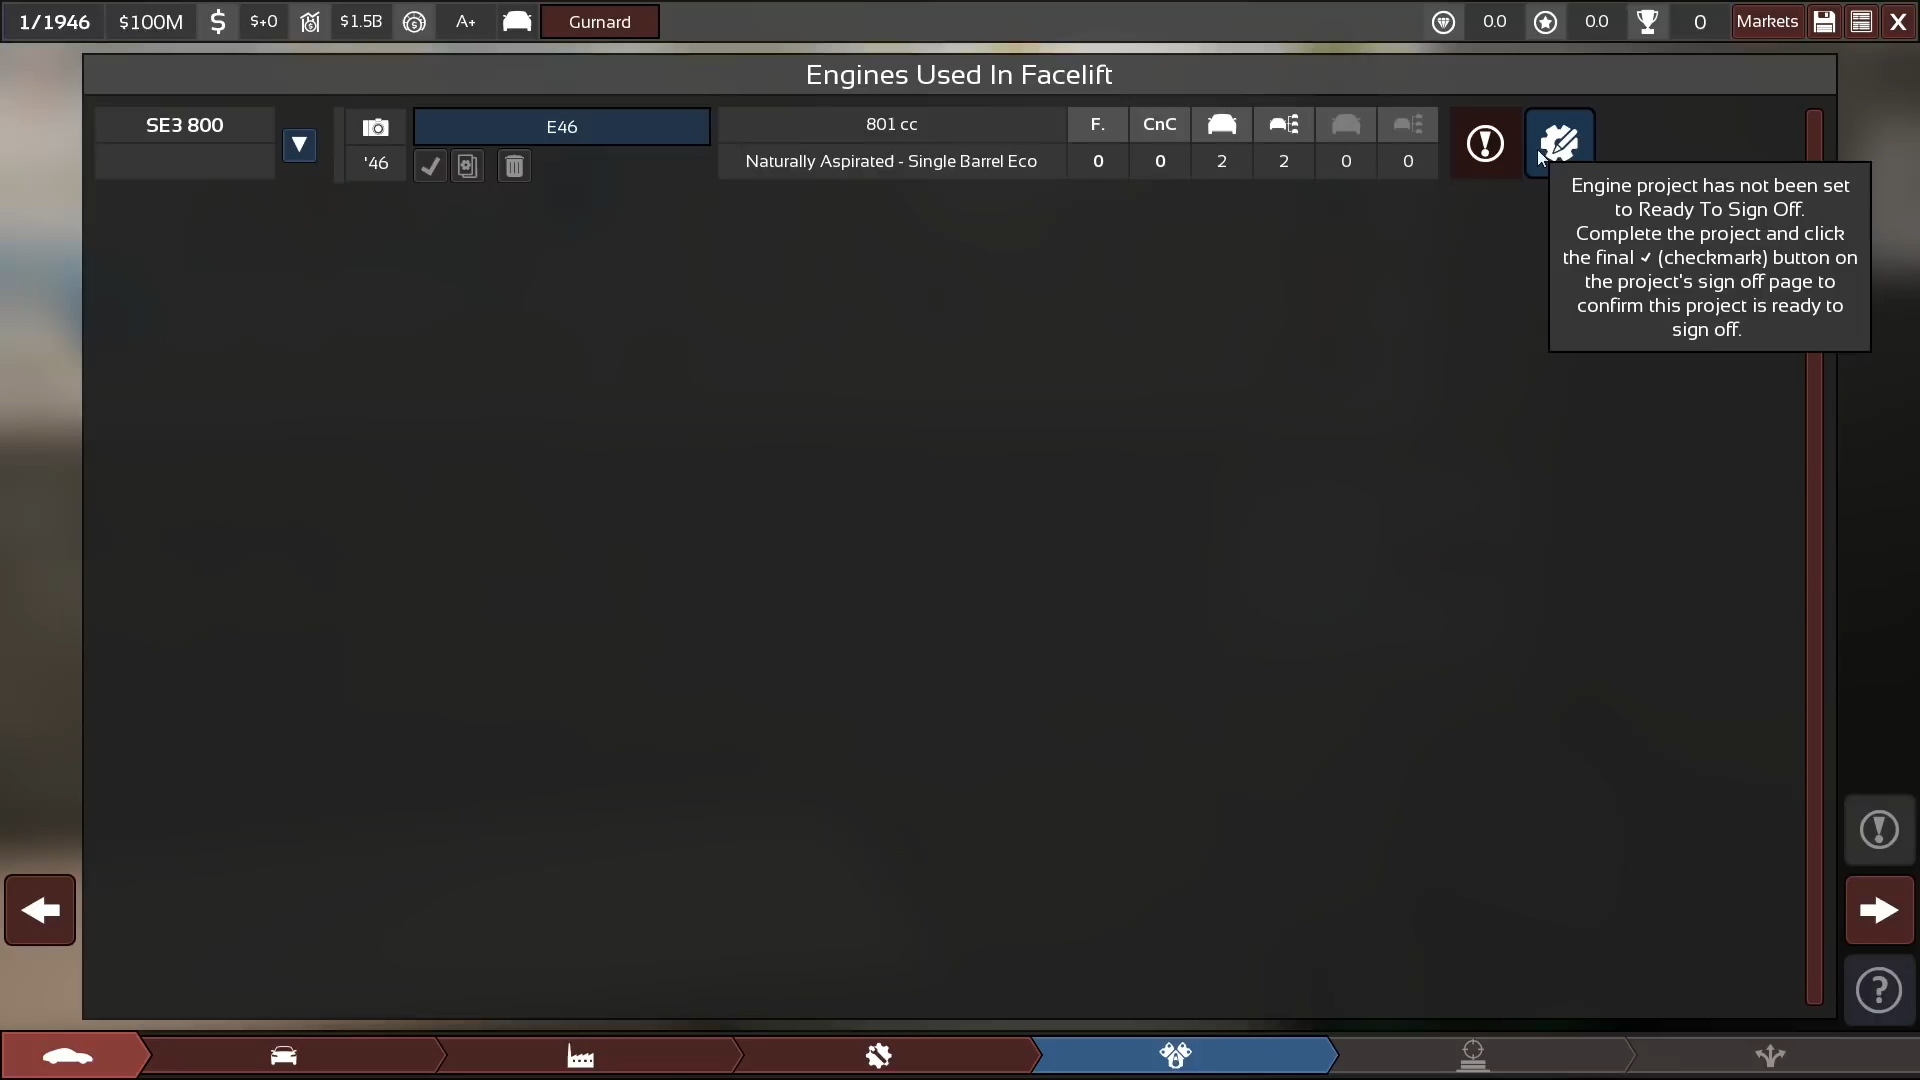 1/1946 $100M $ $+0 $1.5B A+ Gurnard 0.0 0.0 0 Markets X
Engines Used In Facelift
SE3 800 E46 801 cc F. CnC
'46 Naturally Aspirated - Single Barrel Eco 0 0 2 2 0 0
Engine project has not been set
to Ready To Sign Off.
Complete the project and click
the final ✓ (checkmark) button on
the project's sign off page to
confirm this project is ready to
sign off.